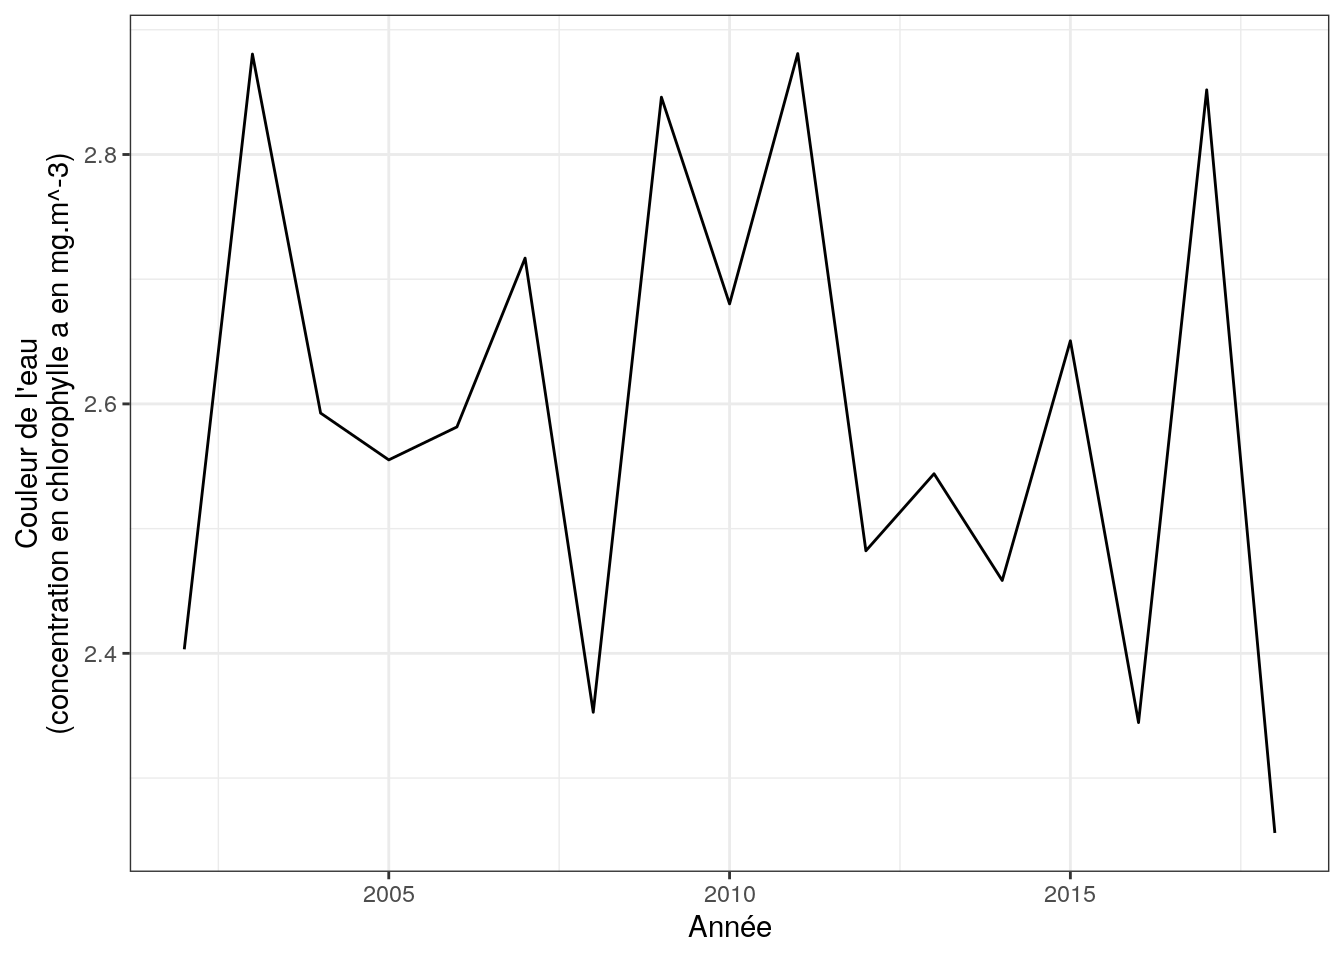 Couleur de l'eau
(concentration en chlorophylle a en mg.m^-3)
2.8
2.6
2.4
2005
2010
2015
Année